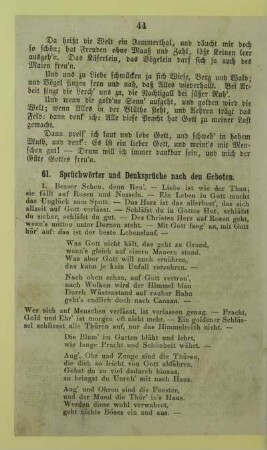 44
Da heißt die Welt ein Jammerthal, und däucht mir doch
so schön; hat Freuden ohne Maaß und Zahl, läßt keinen leer
ausgeh'n. Das Käferlein, das Vögelein darf sich ja auch des
Maien freu'n.
Und uns zu Liebe schmücken ja sich Wiese, Berg und Wald;
und Vögel singen fern und nah, daß Alles wiederhallt. Bei Ar-
beit singt die Lerch' uns zu, die Nachtigall bei süßer Ruh'.
Und wenn die gold'ne Sonn' aufgeht, und golden wird die
Welt; wenn Alles in der Blüthe steht, und Aehren trägt das
Feld: dann denk' ich: Alle diese Pracht hat Gott zu meiner Lust
gemacht.
Dann preis' ich laut und lobe Gott, und schweb' in hohem
Muth, und denk': Es ist ein lieber Gott, und meint's mit Men-
schen gut! — Drum will ich immer dankbar sein, und mich der
Güte Gottes freu'n.
61. Sprüchwörter und Denksprüche nach den Geboten.
1. Besser Scheu, denn Reu'. — Liebe ist wie der Thau;
sie fällt auf Rosen und Nesseln. — Ein Leben in Gott macht
das Unglück zum Spott. — Das Herz ist das allerbest', das sich
allzeit auf Gott verlässt. — Schläfst du in Gottes Hut, schläfst
du sicher, schläfst du gut. — Des Christen Herz auf Rosen geht,
wenn's mitten unter Dornen steht. — Mit Gott fang' an, mit Gott
hör' auf: das ist der beste Lebenslauf. —
Was Gott nicht hält, das geht zu Grund,
wann's gleich auf eisern Mauern stund.
Was aber Gott will ernähren,
das kann je kein Unfall verzehren. —
Nach oben schau', auf Gott vertrau',
nach Wolken wird der Himmel blau
Durch Wüstensand auf rauher Bahn
geht's endlich doch nach Canaan. —
Wer sich auf Menschen verlässt, ist verlassen genug. — Pracht,
Geld und Ehr' ist morgen oft nicht mehr. — Ein goldner Schlüs-
sel schliesst alle Thüren auf, nur das Himmelreich nicht. —
Die Blum' im Garten blüht und lehrt,
wie lange Pracht und Schönheit währt. —
Aug', Ohr und Zunge sind die Thüren,
die dich so leicht von Gott abführen.
Gehst du zu viel dadurch hinaus,
so bringst du Unruh' mit nach Haus.
Aug' und Ohren sind die Fenster,
und der Mund die Thür' in's Haus.
Werden diese wohl verwahret,
geht nichts Böses ein und aus. —